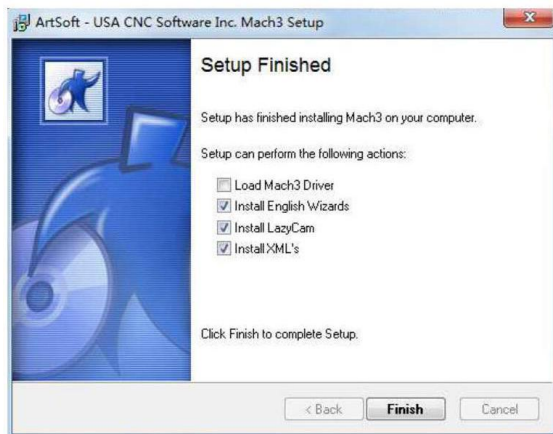 ArtSoft - USA CNC Software Inc. Mach3 Setup
Setup Finished
Setup has finished installing Mach3 on your computer.
Setup can perform the following actions:
Load Mach3 Driver
Install English Wizards
Install LazyCam
Install XML's
Click Finish to complete Setup.
< Back Finish Cancel